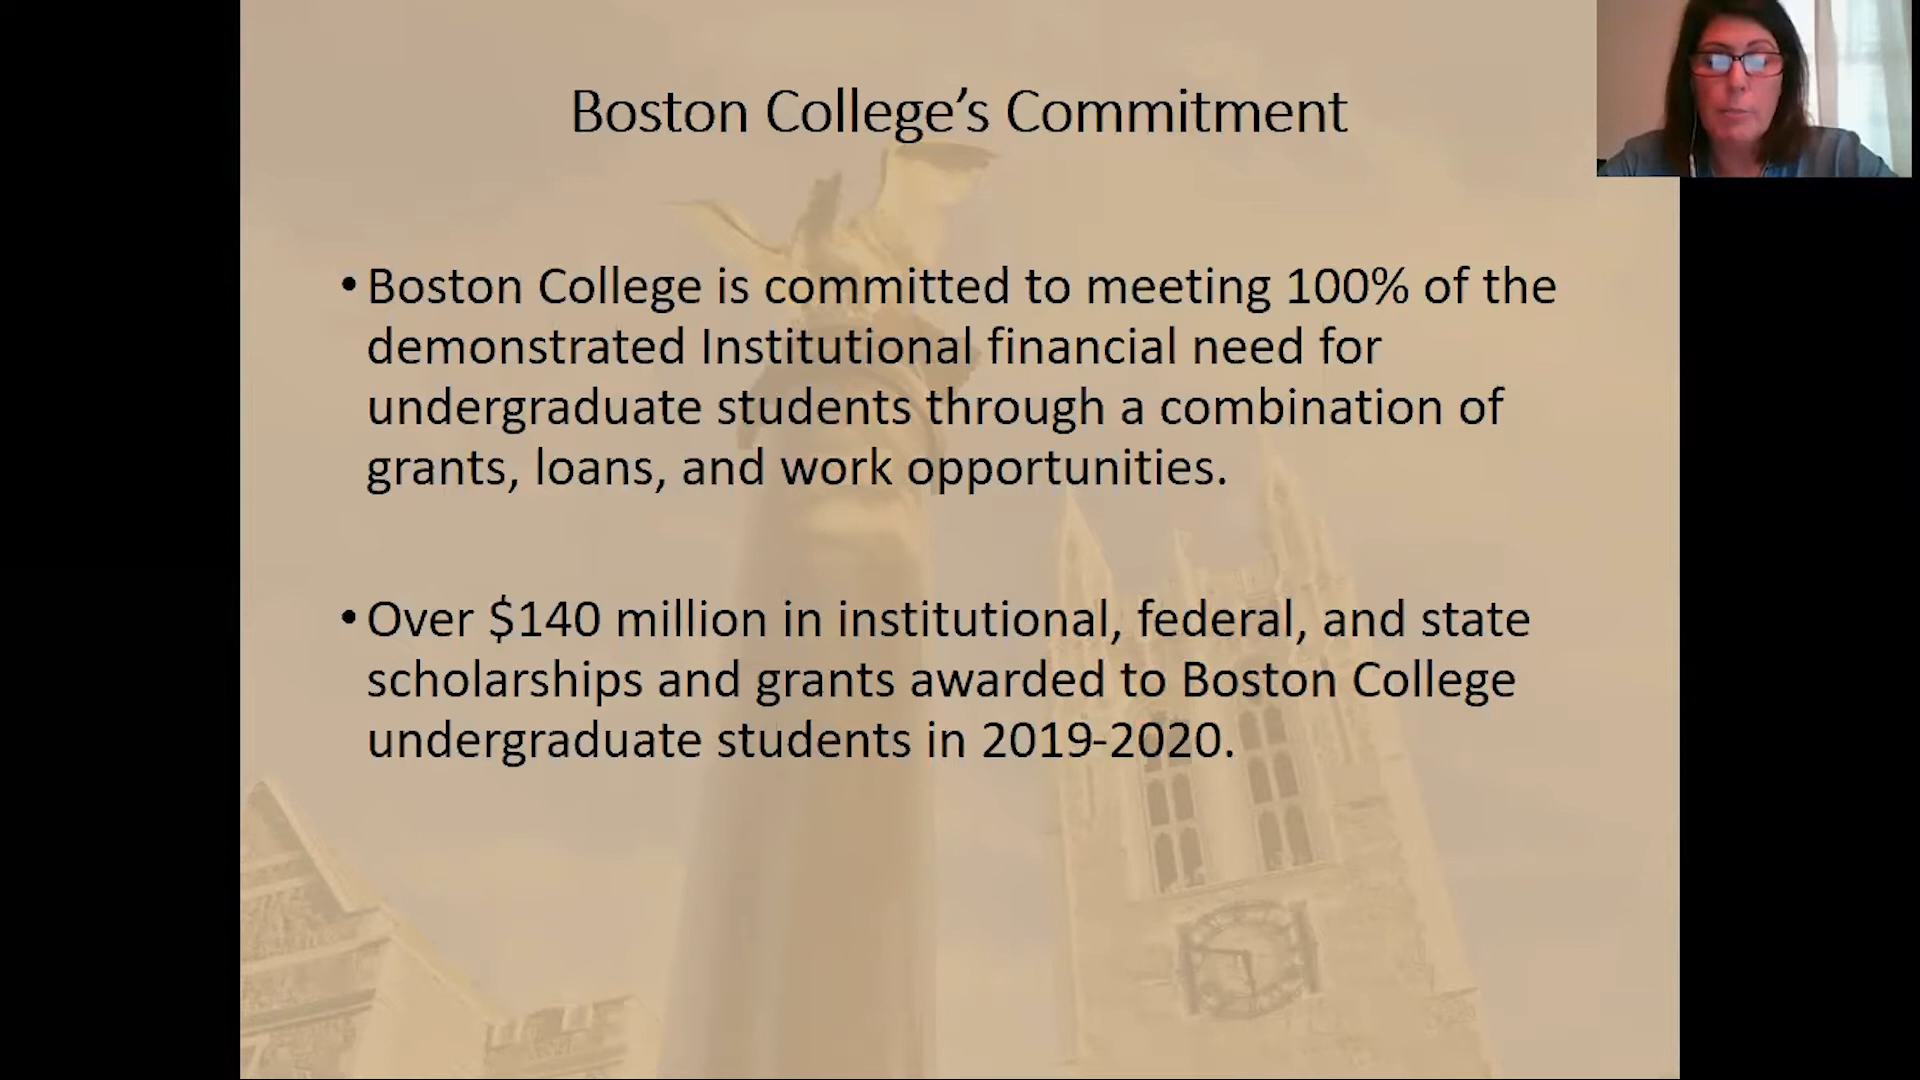 Boston College’s Commitment
• Boston College is committed to meeting 100% of the
demonstrated Institutional financial need for
undergraduate students through a combination of
grants, loans, and work opportunities.
• Over $140 million in institutional, federal, and state
scholarships and grants awarded to Boston College
undergraduate students in 2019-2020.